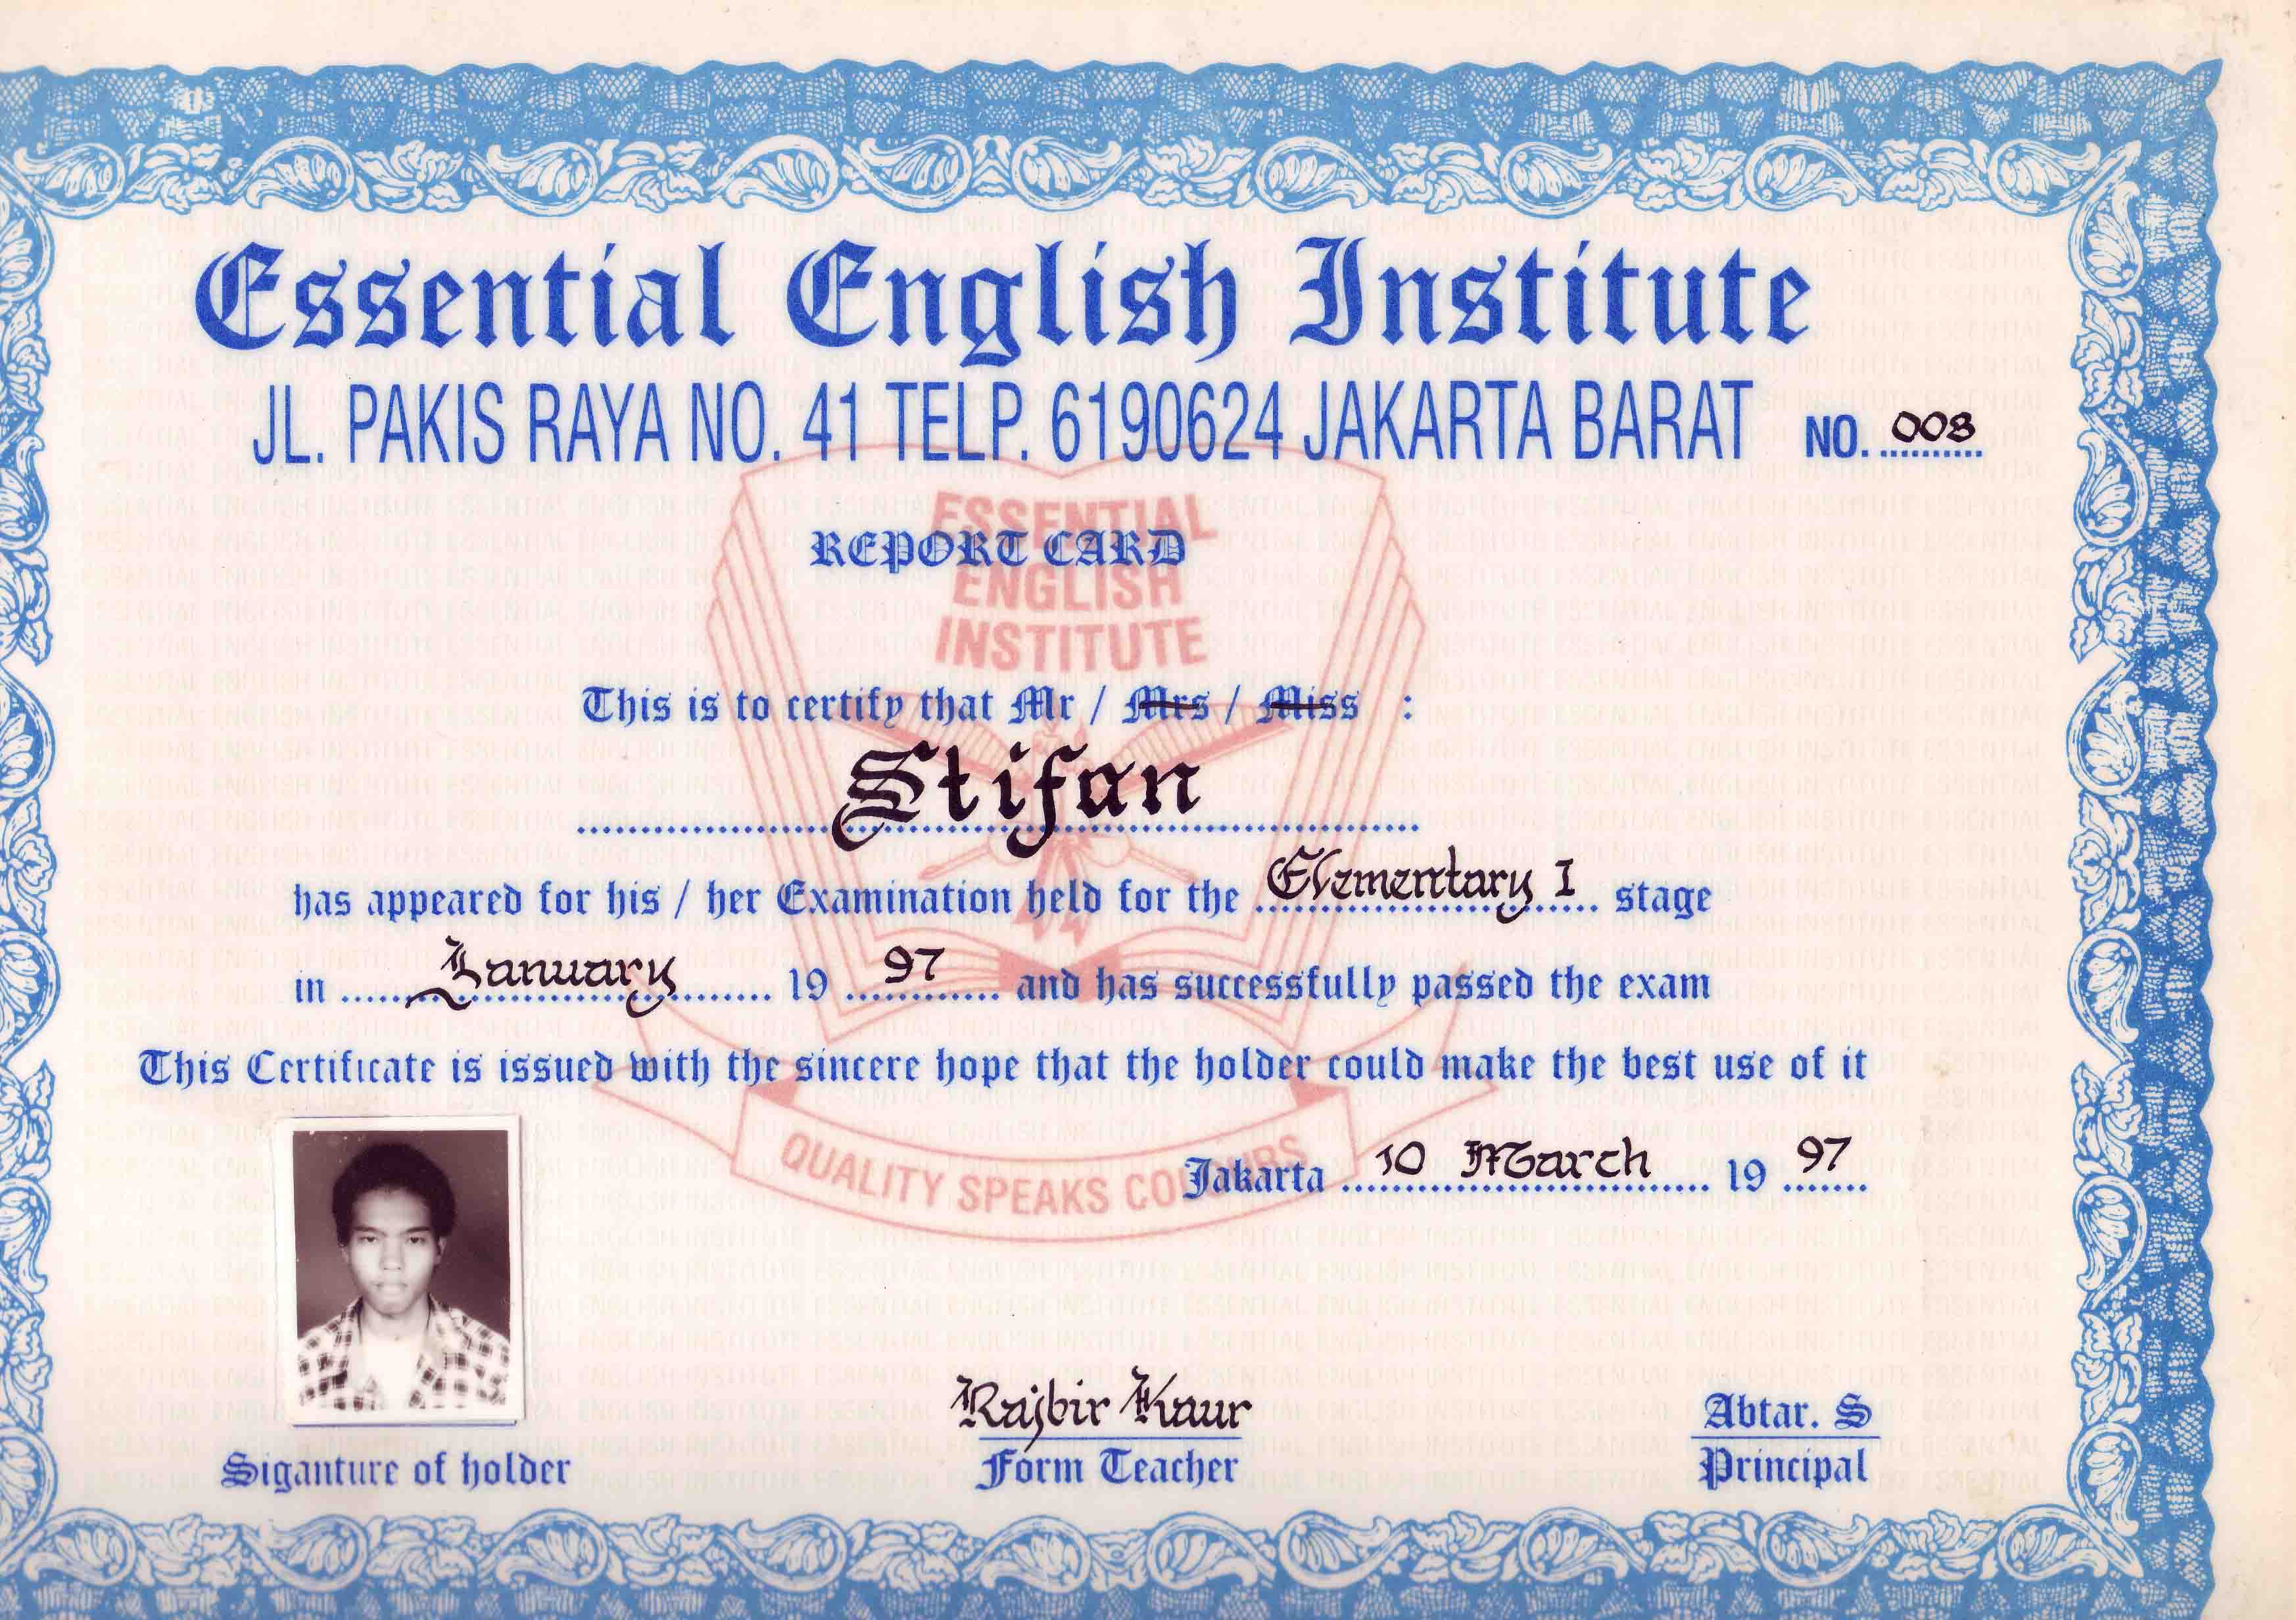 Essential English Institute
JL. PAKIS RAYA NO. 41 TELP. 6190624 JAKARTA BARAT NO. 008
ESSENTIAL
REPORT CARD
ENGLISH
INSTITUTE
This is to certify that Mr / Mrs / Miss :
Stifan
has appeared for his / her Examination held for the Elementary I stage
in January 19 97 and has successfully passed the exam
This Certificate is issued with the sincere hope that the holder could make the best use of it
QUALITY SPEAKS COLOURS
Jakarta 10 March 19 97
Rajbir Kaur Abtar. S
Siganture of holder Form Teacher Principal